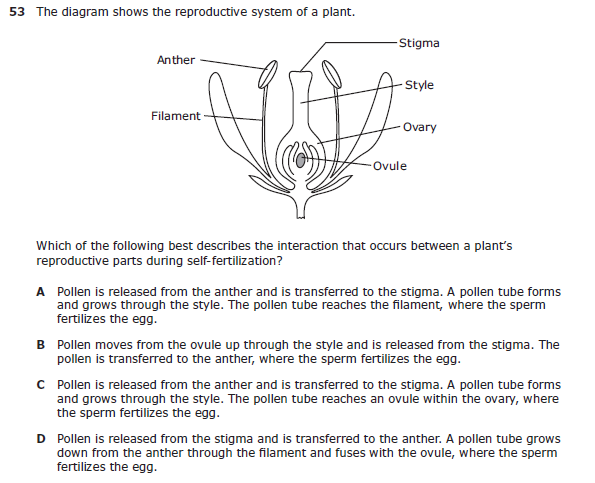 53 The diagram shows the reproductive system of a plant.
Stigma
Anther
Style
Filament
Ovary
Ovule
Which of the following best describes the interaction that occurs between a plant's
reproductive parts during self-fertilization?
A Pollen is released from the anther and is transferred to the stigma. A pollen tube forms
and grows through the style. The pollen tube reaches the filament, where the sperm
fertilizes the egg.
B Pollen moves from the ovule up through the style and is released from the stigma. The
pollen is transferred to the anther, where the sperm fertilizes the egg.
C Pollen is released from the anther and is transferred to the stigma. A pollen tube forms
and grows through the style. The pollen tube reaches an ovule within the ovary, where
the sperm fertilizes the egg.
D Pollen is released from the stigma and is transferred to the anther. A pollen tube grows
down from the anther through the filament and fuses with the ovule, where the sperm
fertilizes the egg.